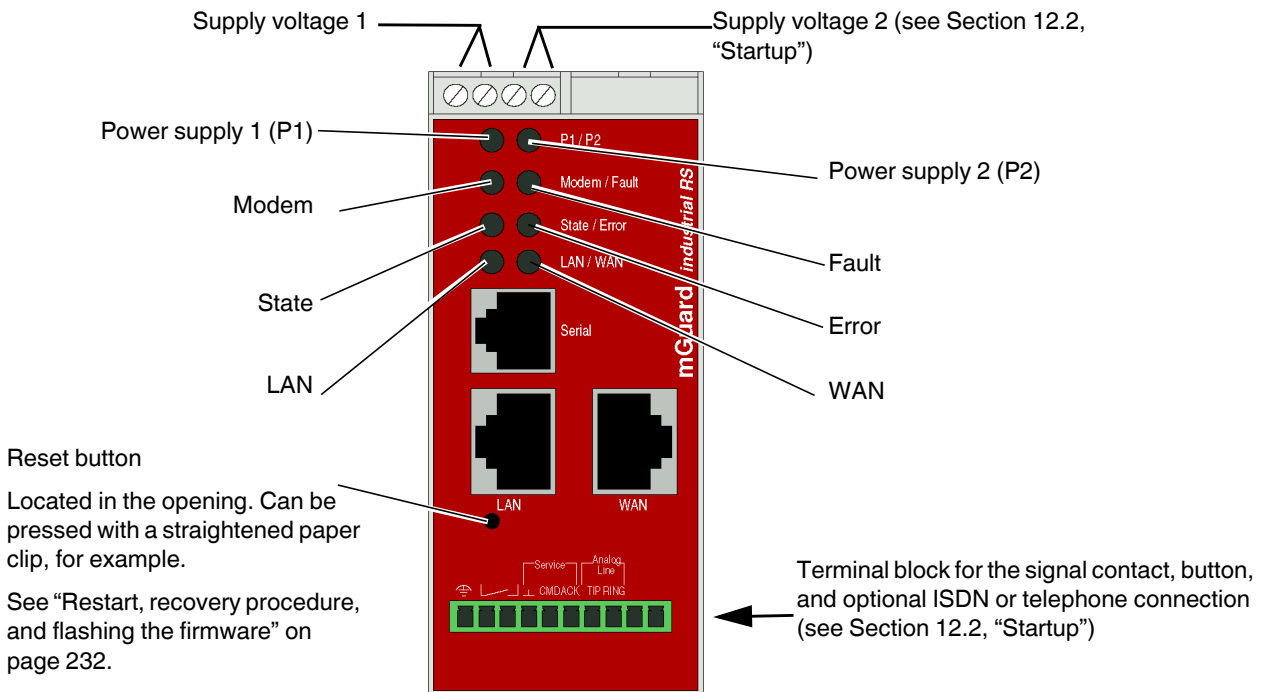 Supply voltage 1
Supply voltage 2 (see Section 12.2,
“Startup”)
Power supply 1 (P1)
P1 / P2
Power supply 2 (P2)
Modem
Modem / Fault
Fault
State
State / Error
Error
LAN
LAN / WAN
WAN
mGuard industrial RS
Serial
LAN
WAN
Reset button
Located in the opening. Can be
pressed with a straightened paper
clip, for example.
See “Restart, recovery procedure,
and flashing the firmware” on
page 232.
Service
Analog
Line
CMDACK TIP RING
Terminal block for the signal contact, button,
and optional ISDN or telephone connection
(see Section 12.2, “Startup”)